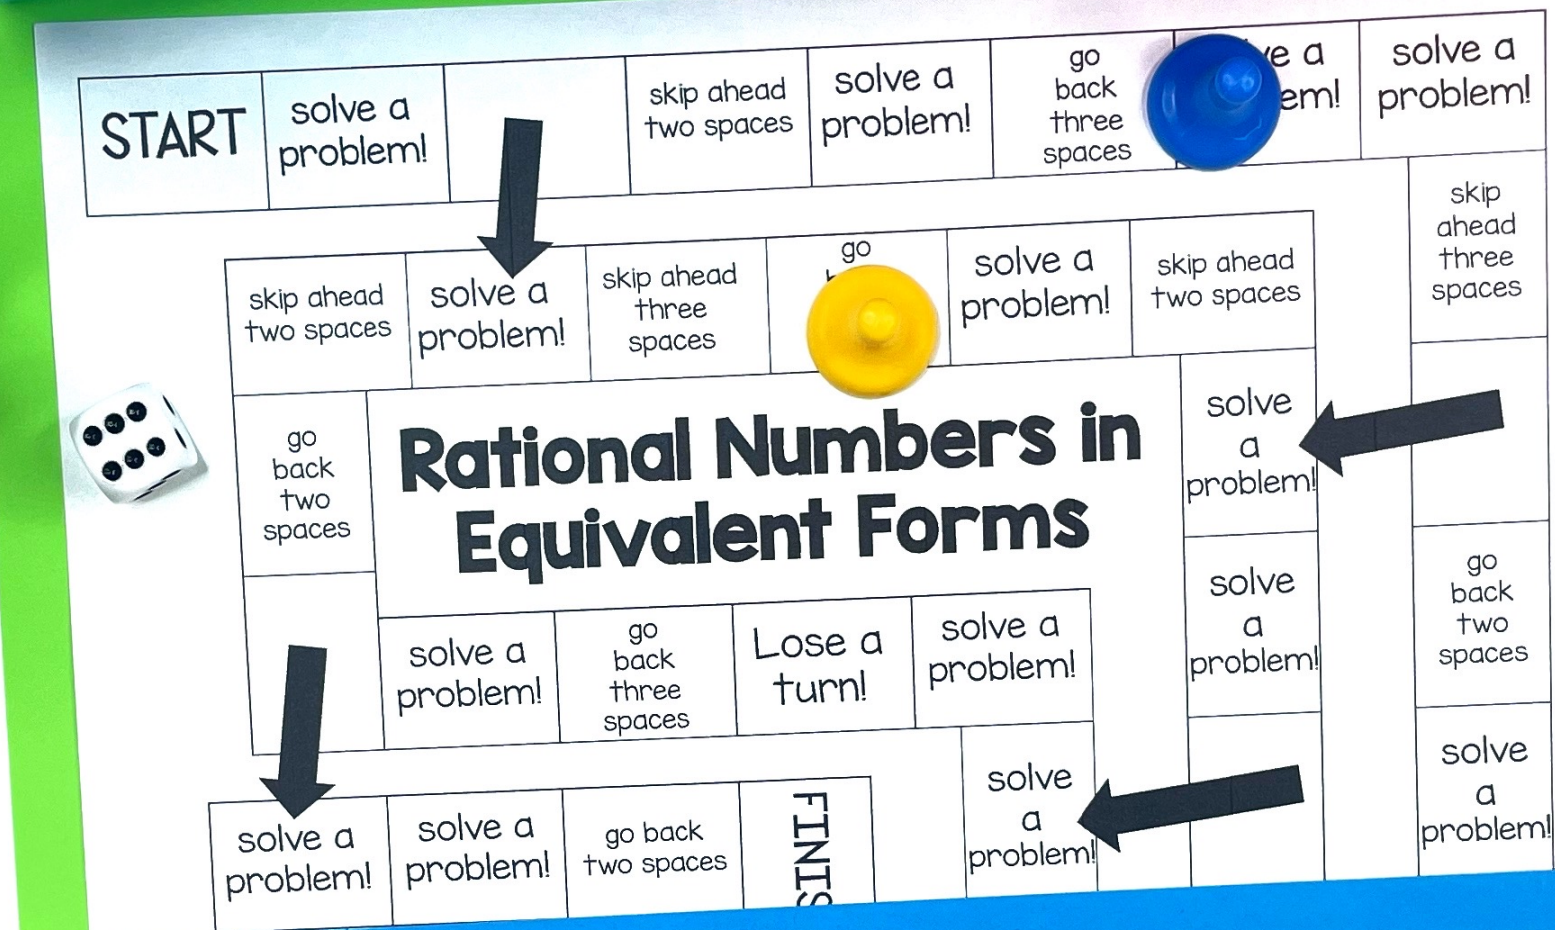 START
solve a
problem!
skip ahead
two spaces
solve a
problem!
go
back
three
spaces
ve a
em!
solve a
problem!
skip
ahead
three
spaces
go
back
two
spaces
solve
a
problem!
skip ahead
two spaces
solve a
problem!
skip ahead
three
spaces
go
solve a
problem!
skip ahead
two spaces
solve
a
problem!
solve
a
problem!
go
back
two
spaces
Rational Numbers in
Equivalent Forms
solve a
problem!
go
back
three
spaces
Lose a
turn!
solve a
problem!
solve
a
problem!
solve a
problem!
solve a
problem!
go back
two spaces
FINIS